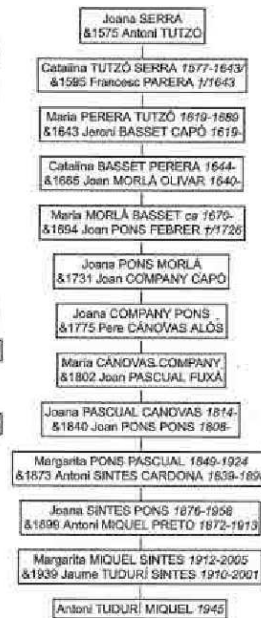 Joana SERRA
&1575 Antoni TUTZÓ
Catalina TUTZÓ SERRA 1577-1643/
&1595 Francesc PARERA †/1643
Maria PERERA TUTZÓ 1619-1689
&1643 Jeroni BASSET CAPÓ 1619-
Catalina BASSET PERERA 1644-
&1665 Joan MORLÀ OLIVAR 1640-
Maria MORLÀ BASSET ca 1670-
&1694 Joan PONS FEBRER †/1726
Joana PONS MORLÀ
&1731 Joan COMPANY CAPÓ
Joana COMPANY PONS
&1775 Pere CÀNOVAS ALÓS
Maria CÀNOVAS COMPANY
&1802 Joan PASCUAL FUXÀ
Joana PASCUAL CANOVAS 1814-
&1840 Joan PONS PONS 1808-
Margarita PONS PASCUAL 1849-1924
&1873 Antoni SINTES CARDONA 1839-189
Joana SINTES PONS 1876-1958
&1899 Antoni MIQUEL PRETO 1872-1913
Margarita MIQUEL SINTES 1912-2005
&1939 Jaume TUDURÍ SINTES 1910-2001
Antoni TUDURÍ MIQUEL 1945